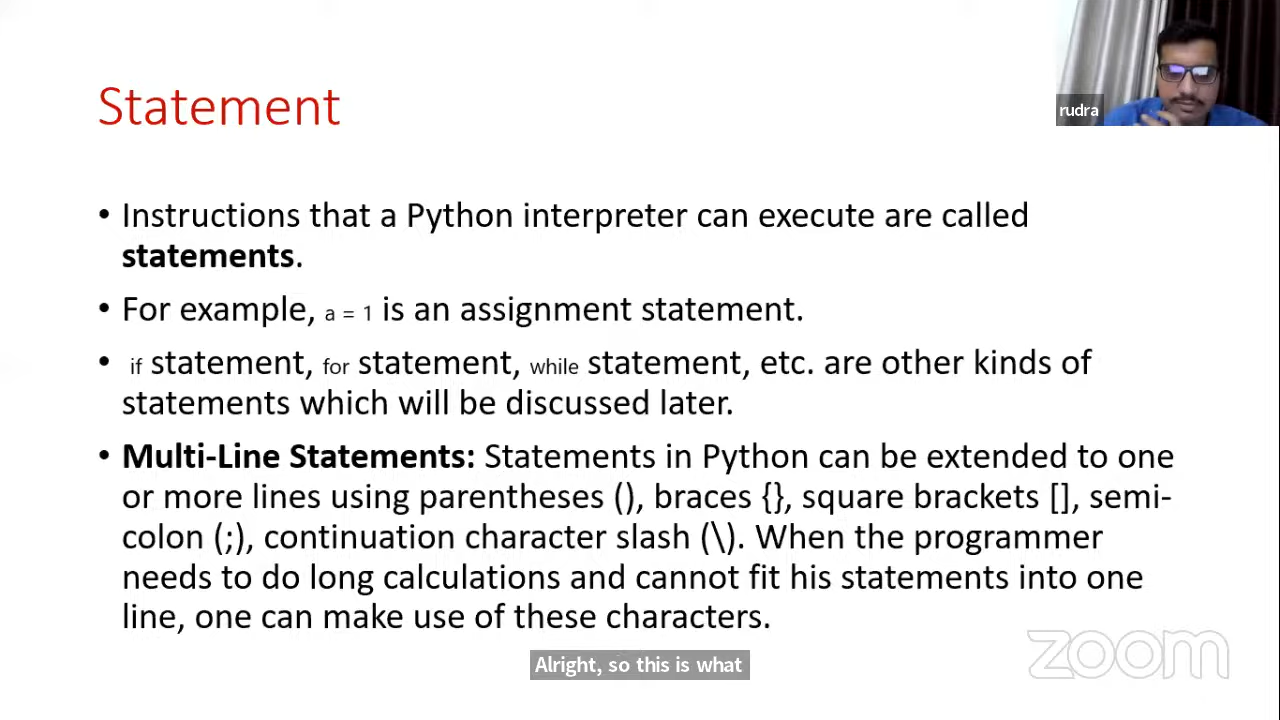 Statement
rudra
• Instructions that a Python interpreter can execute are called
statements.
• For example, a = 1 is an assignment statement.
• if statement, for statement, while statement, etc. are other kinds of
statements which will be discussed later.
• Multi-Line Statements: Statements in Python can be extended to one
or more lines using parentheses (), braces {}, square brackets [], semi-
colon (;), continuation character slash (\). When the programmer
needs to do long calculations and cannot fit his statements into one
line, one can make use of these characters.
zoom
Alright, so this is what